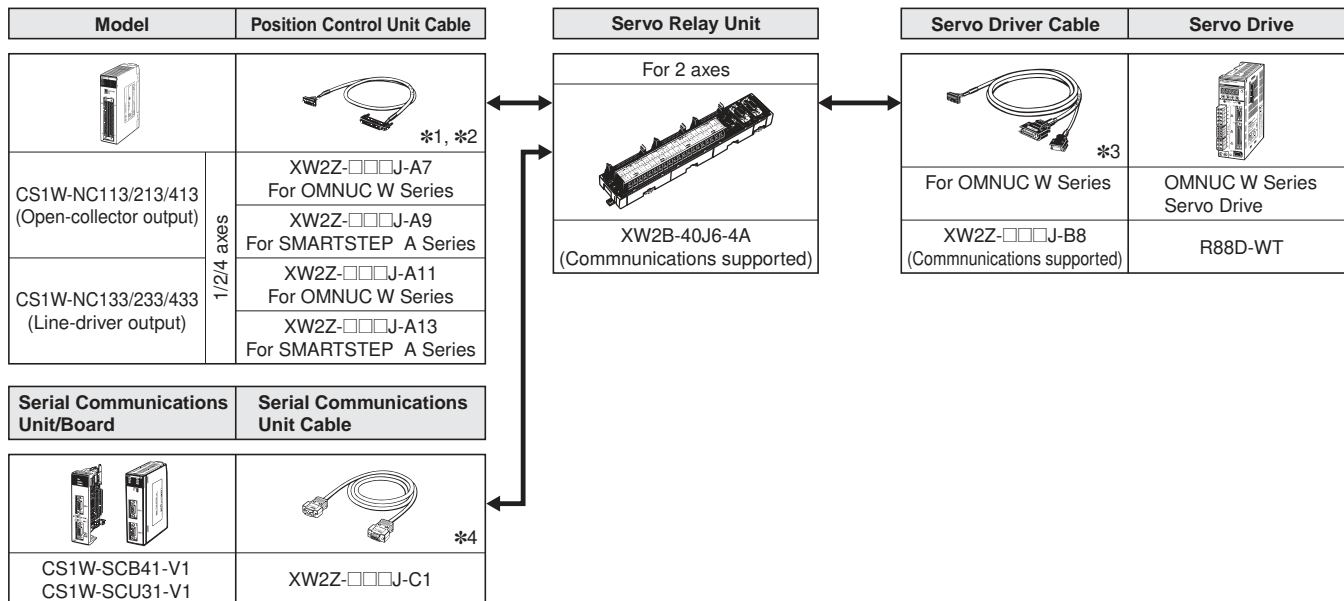 Model
Position Control Unit Cable
Servo Relay Unit
Servo Driver Cable
Servo Drive
*1, *2
For 2 axes
*3
CS1W-NC113/213/413
(Open-collector output)
CS1W-NC133/233/433
(Line-driver output)
1/2/4 axes
XW2Z-□□□J-A7
For OMNUC W Series
XW2Z-□□□J-A9
For SMARTSTEP A Series
XW2Z-□□□J-A11
For OMNUC W Series
XW2Z-□□□J-A13
For SMARTSTEP A Series
XW2B-40J6-4A
(Commnunications supported)
For OMNUC W Series
OMNUC W Series
Servo Drive
XW2Z-□□□J-B8
(Commnunications supported)
R88D-WT
Serial Communications
Unit/Board
Serial Communications
Unit Cable
*4
CS1W-SCB41-V1
CS1W-SCU31-V1
XW2Z-□□□J-C1